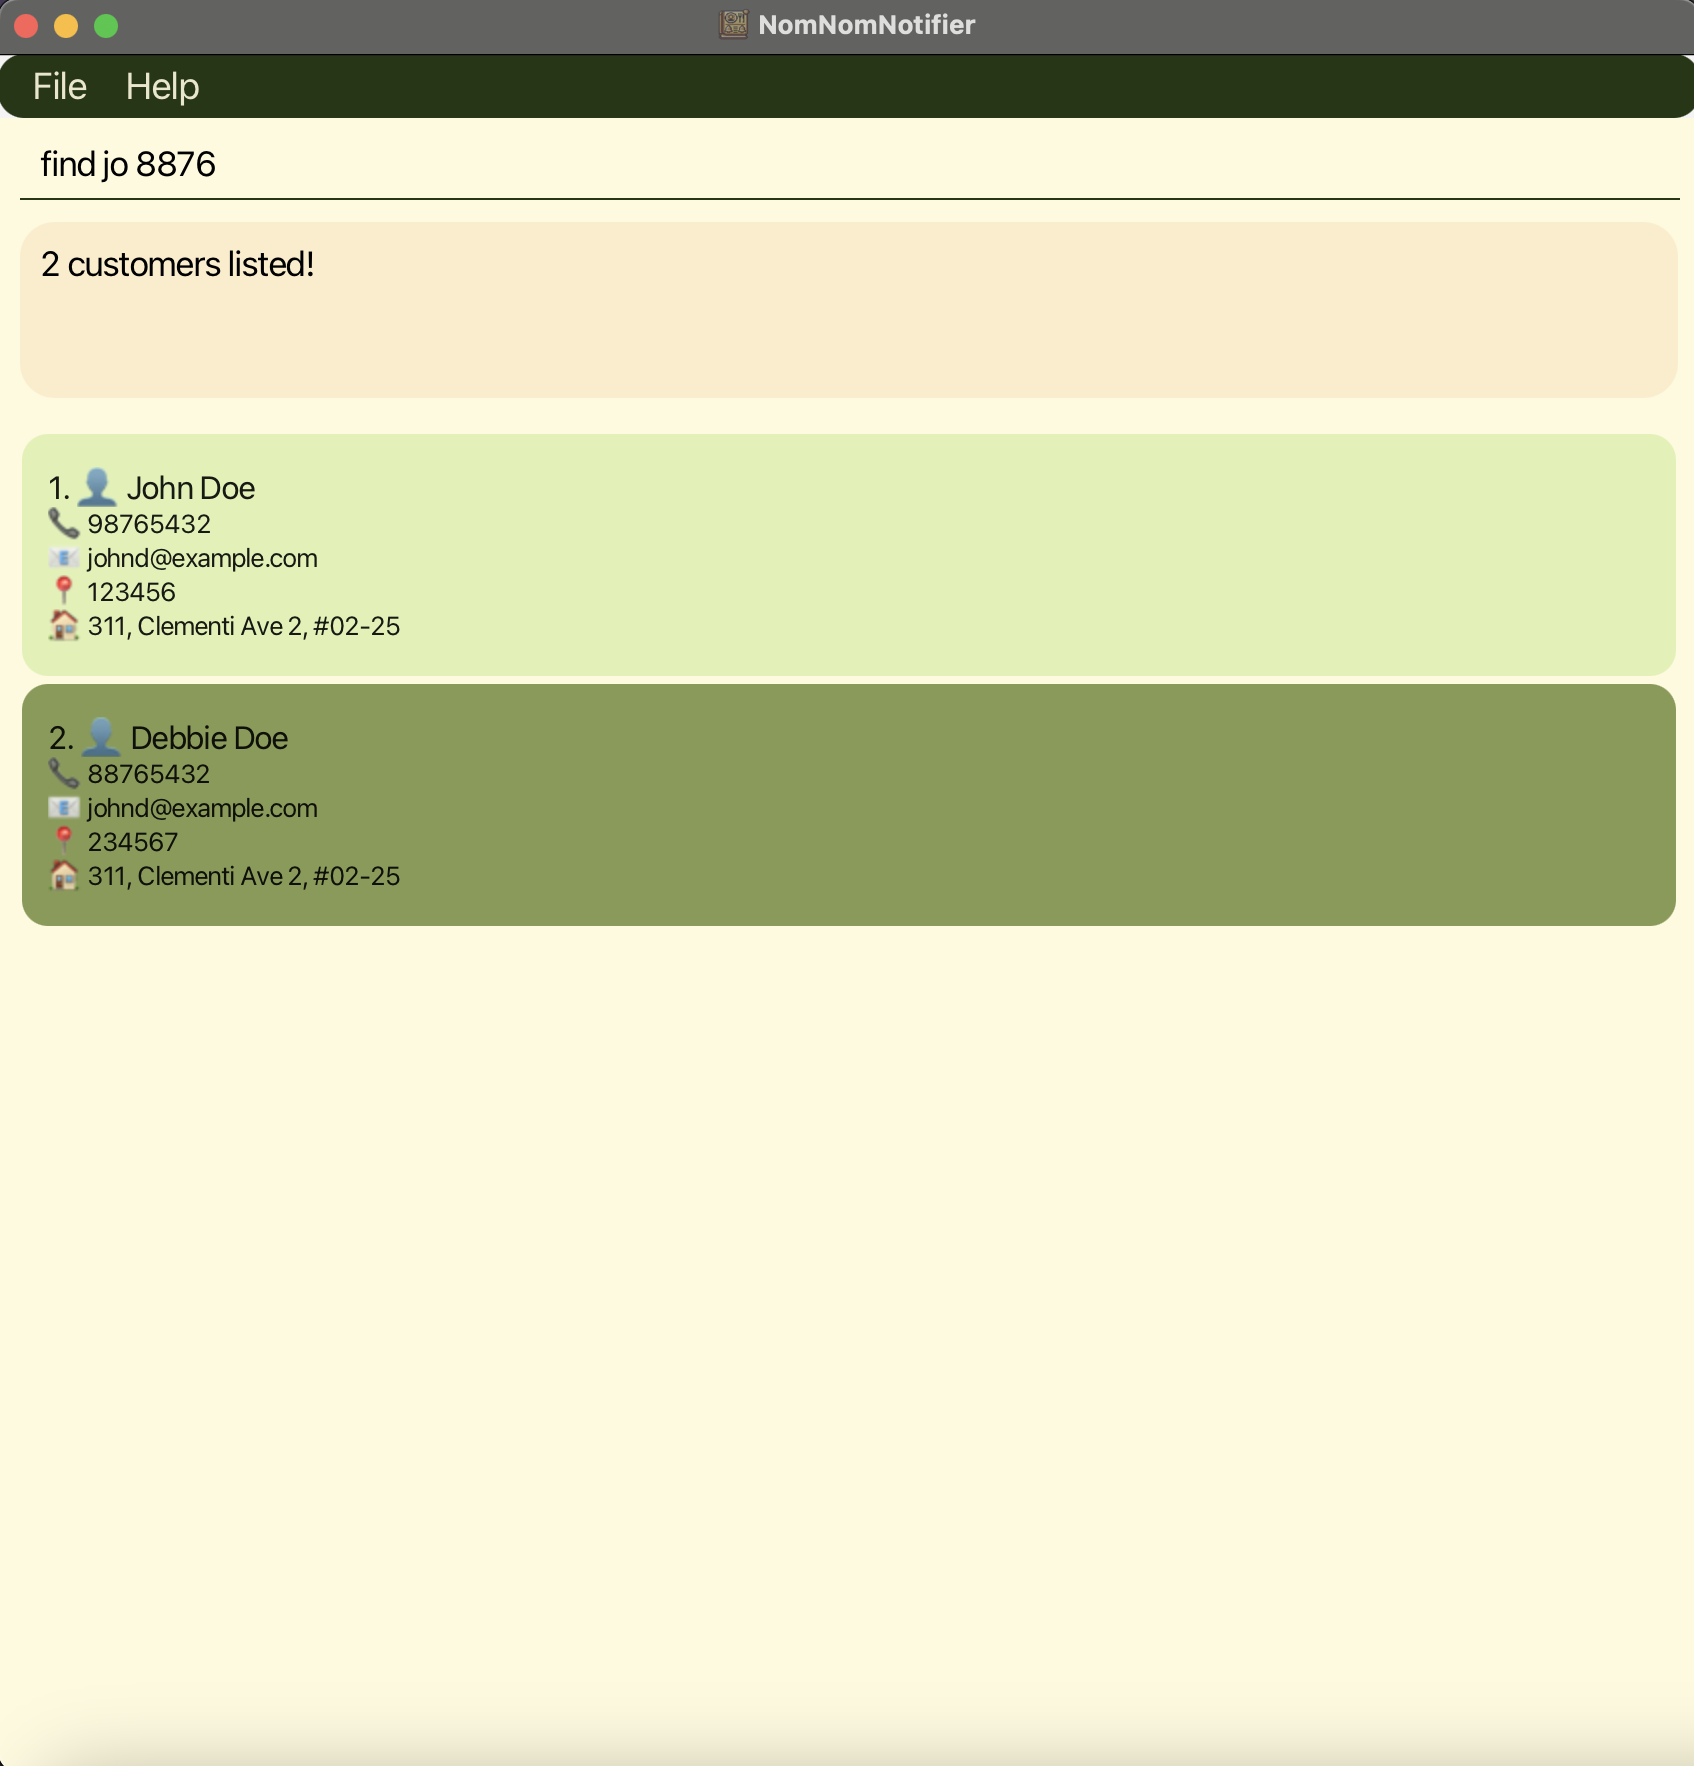 NomNomNotifier
File Help
find jo 8876
2 customers listed!
1. John Doe
98765432
johnd@example.com
123456
311, Clementi Ave 2, #02-25
2. Debbie Doe
88765432
johnd@example.com
234567
311, Clementi Ave 2, #02-25